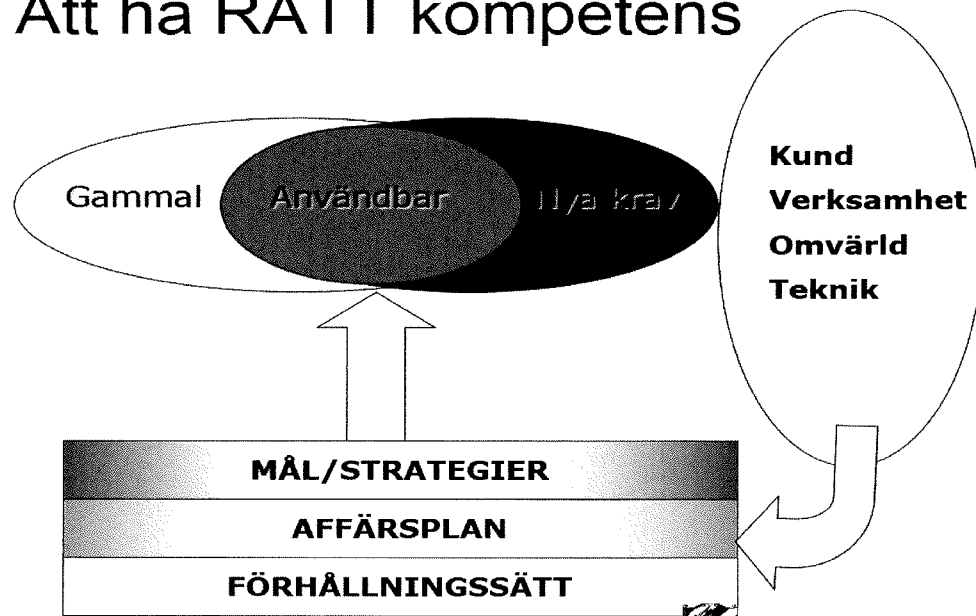 Att ha RÄTT kompetens
Gammal
Användbar
Nya krav
Kund
Verksamhet
Omvärld
Teknik
MÅL/STRATEGIER
AFFÄRSPLAN
FÖRHÅLLNINGSSÄTT